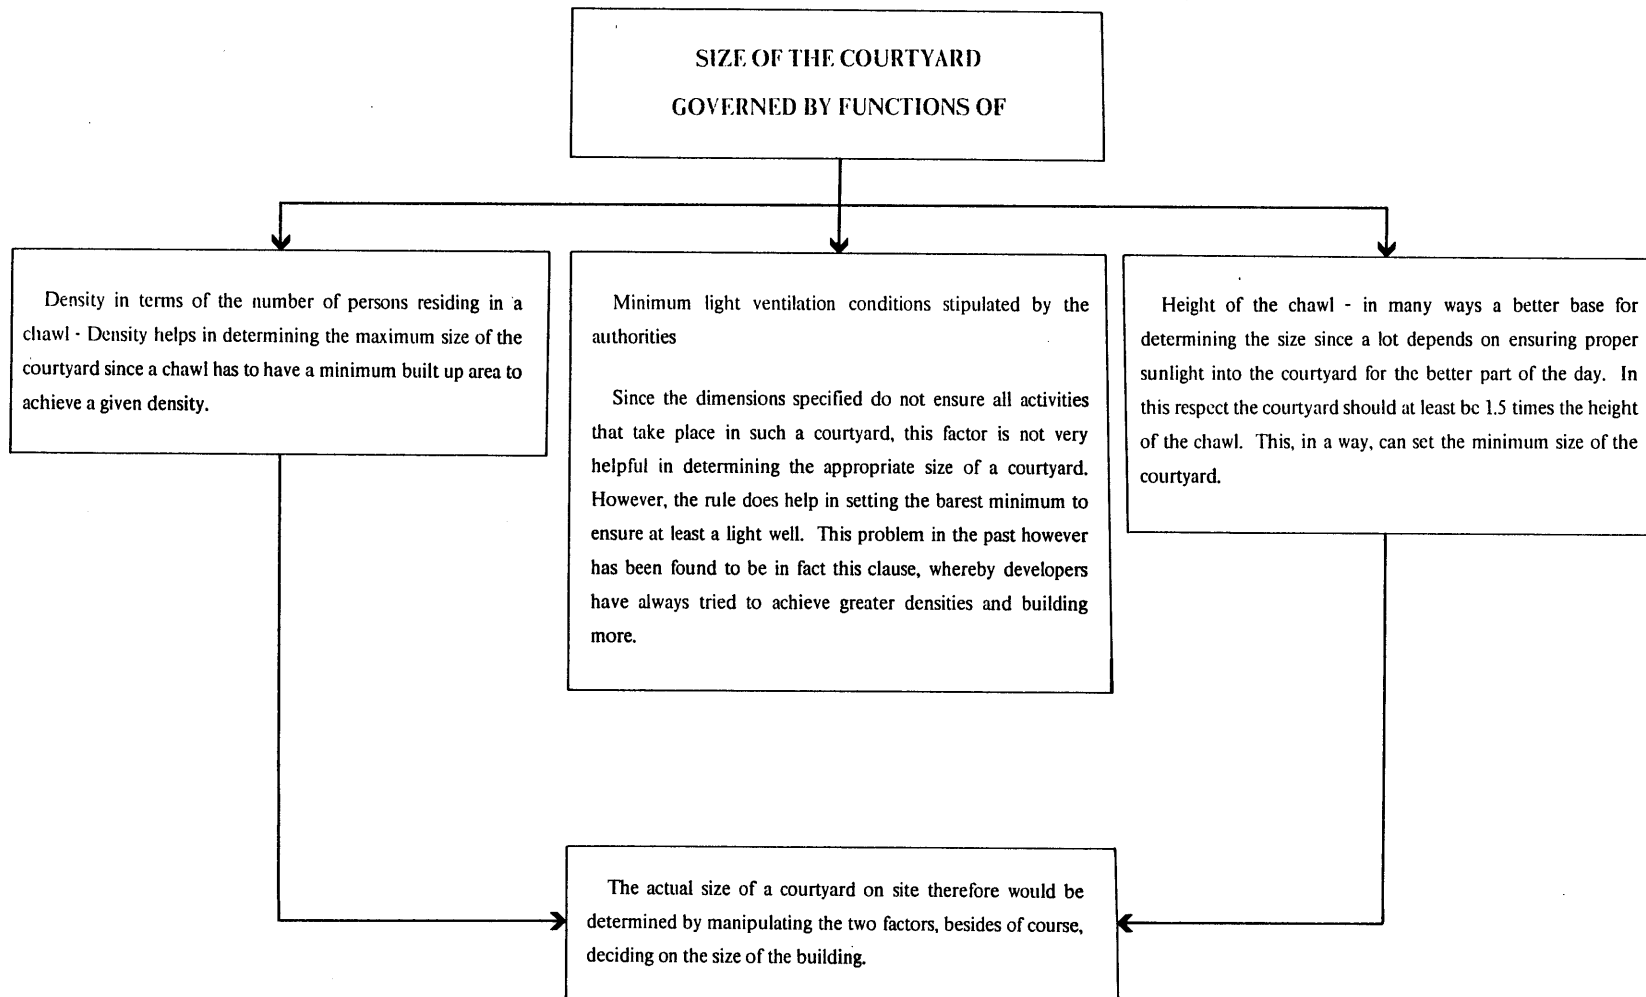 SIZE OF THE COURTYARD
GOVERNED BY FUNCTIONS OF
Density in terms of the number of persons residing in a
chawl - Density helps in determining the maximum size of the
courtyard since a chawl has to have a minimum built up area to
achieve a given density.
Minimum light ventilation conditions stipulated by the
authorities
Since the dimensions specified do not ensure all activities
that take place in such a courtyard, this factor is not very
helpful in determining the appropriate size of a courtyard.
However, the rule does help in setting the barest minimum to
ensure at least a light well. This problem in the past however
has been found to be in fact this clause, whereby developers
have always tried to achieve greater densities and building
more.
Height of the chawl - in many ways a better base for
determining the size since a lot depends on ensuring proper
sunlight into the courtyard for the better part of the day. In
this respect the courtyard should at least be 1.5 times the height
of the chawl. This, in a way, can set the minimum size of the
courtyard.
The actual size of a courtyard on site therefore would be
determined by manipulating the two factors, besides of course,
deciding on the size of the building.